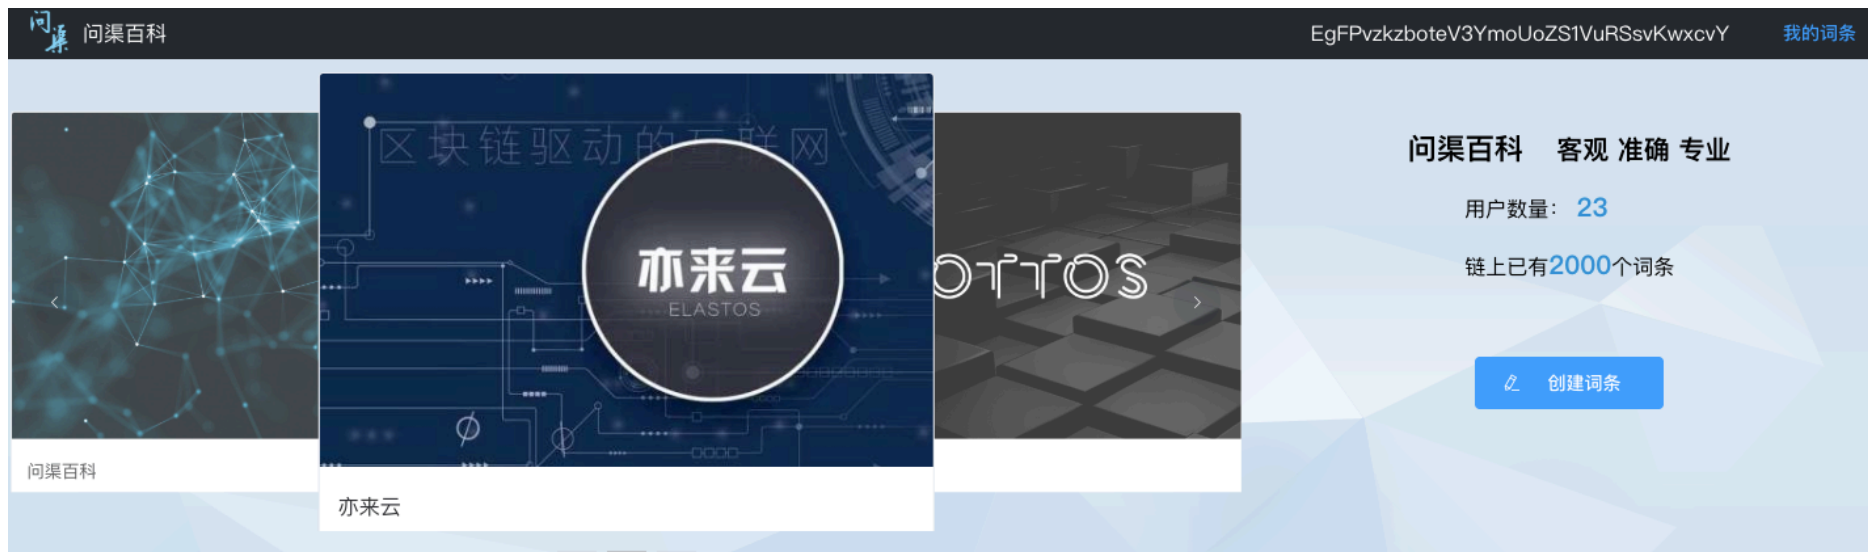 问渠
问渠百科
EgFPvzkzboteV3YmoUoZS1VuRSsvKwxcvY
我的词条
区块链驱动的互联网
亦来云
ELASTOS
OTTOS
问渠百科
亦来云
问渠百科 客观 准确 专业
用户数量： 23
链上已有2000个词条
创建词条